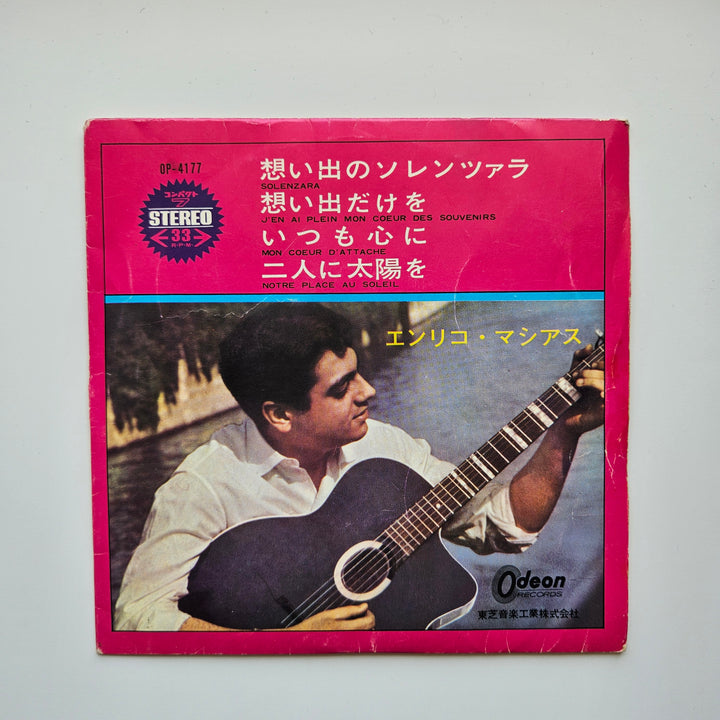 OP-4177
コンパクト
7
STEREO
33
R・P・M・
想い出のソレンツァラ
SOLENZARA
想い出だけを
J'EN AI PLEIN MON COEUR DES SOUVENIRS
いつも心に
MON COEUR D'ATTACHE
二人に太陽を
NOTRE PLACE AU SOLEIL
エンリコ・マシアス
Odeon
RECORDS
東芝音楽工業株式会社